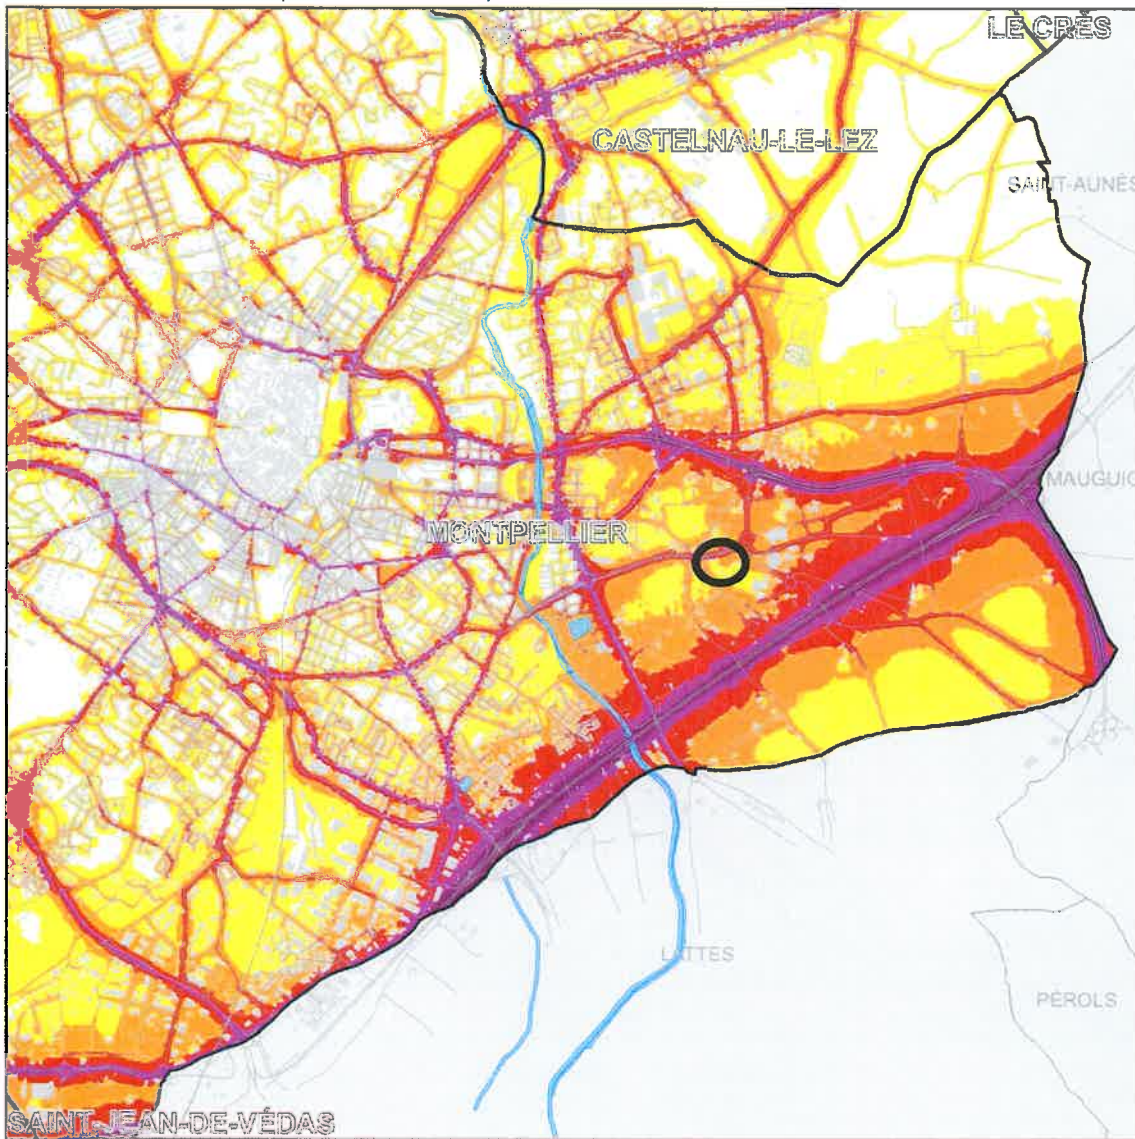 LE CRÈS
CASTELNAU-LE-LEZ
SAINT-AUNÈS
MAUGUIO
MONTPELLIER
LATTES
PÉROLS
SAINT-JEAN-DE-VÉDAS